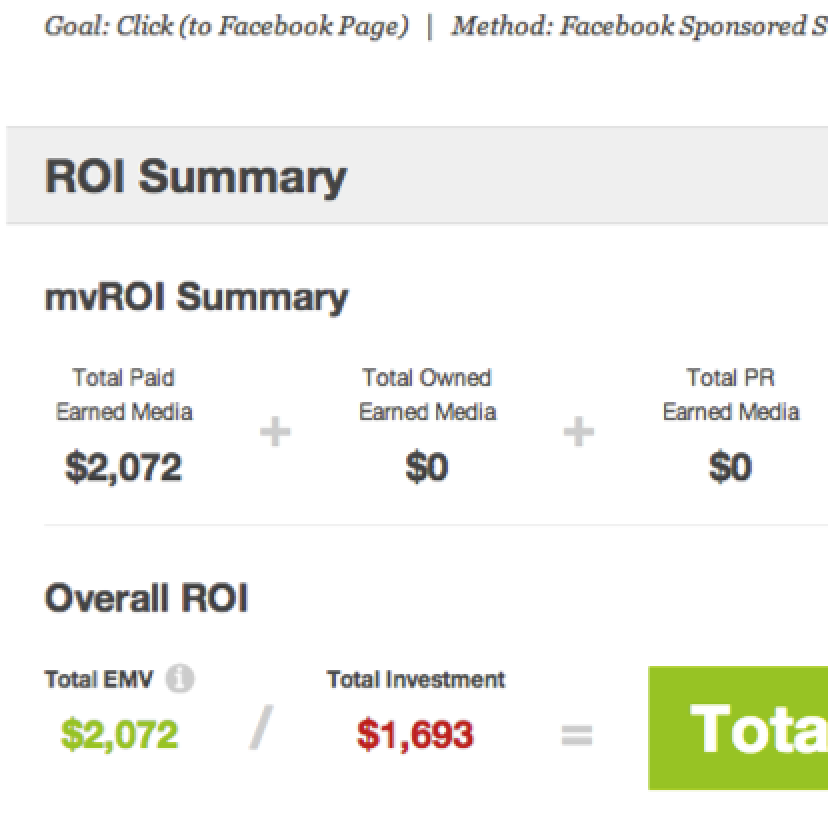 Goal: Click (to Facebook Page) | Method: Facebook Sponsored S
ROI Summary
mvROI Summary
Total Paid
Earned Media
$2,072
+
Total Owned
Earned Media
$0
+
Total PR
Earned Media
$0
Overall ROI
Total EMV i
$2,072
/
Total Investment
$1,693
=
Tota